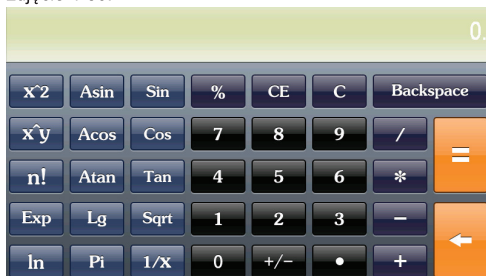 0.
x^2 Asin Sin % CE C Backspace
x^y Acos Cos 7 8 9 / =
n! Atan Tan 4 5 6 *
Exp Lg Sqrt 1 2 3 −
ln Pi 1/x 0 +/− • +